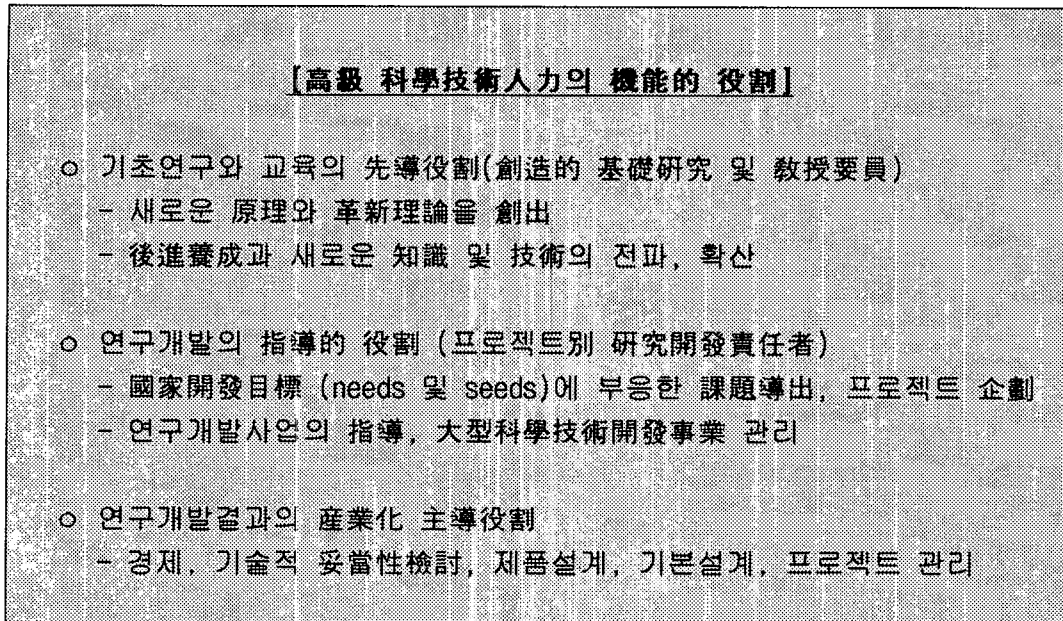 [高級 科學技術人力의 機能的 役割]
o 기초연구와 교육의 先導役割(創造的 基礎硏究 및 敎授要員)
- 새로운 原理와 革新理論을 創出
- 後進養成과 새로운 知識 및 技術의 전파, 확산
o 연구개발의 指導的 役割 (프로젝트別 硏究開發責任者)
- 國家開發目標 (needs 및 seeds)에 부응한 課題導出, 프로젝트 企劃
- 연구개발사업의 指導, 大型科學技術開發事業 관리
o 연구개발결과의 産業化 主導役割
- 경제, 기술적 妥當性檢討, 제품설계, 기본설계, 프로젝트 관리